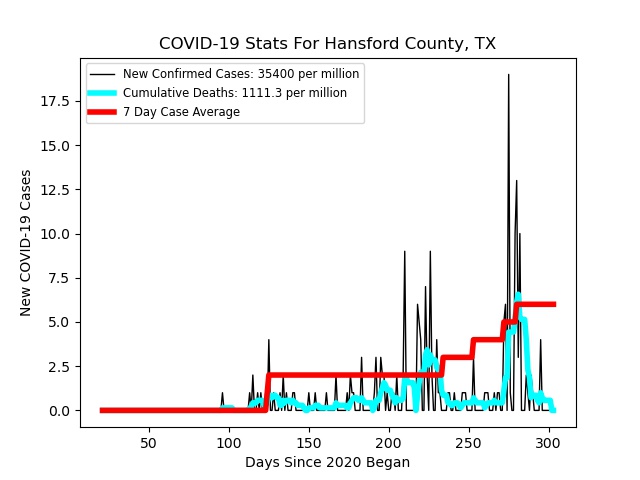 COVID-19 Stats For Hansford County, TX
New Confirmed Cases: 35400 per million
Cumulative Deaths: 1111.3 per million
7 Day Case Average
New COVID-19 Cases
17.5
15.0
12.5
10.0
7.5
5.0
2.5
0.0
50 100 150 200 250 300
Days Since 2020 Began